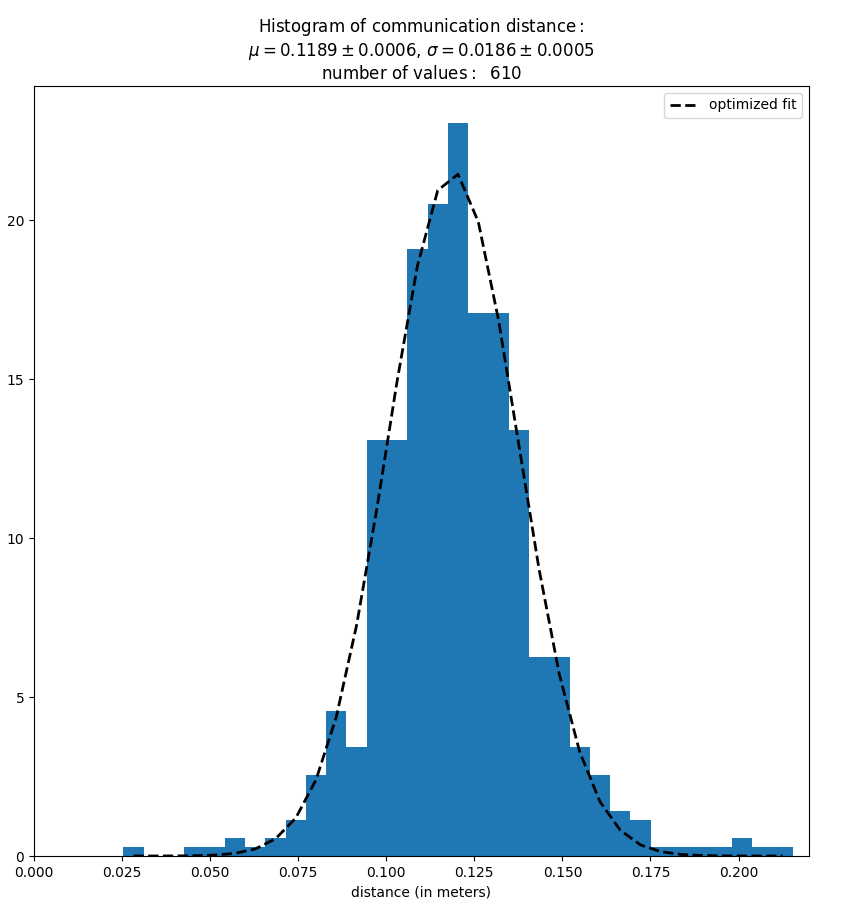 Histogram of communication distance:
μ = 0.1189 ± 0.0006, σ = 0.0186 ± 0.0005
number of values: 610
optimized fit
20
15
10
5
0
0.000 0.025 0.050 0.075 0.100 0.125 0.150 0.175 0.200
distance (in meters)